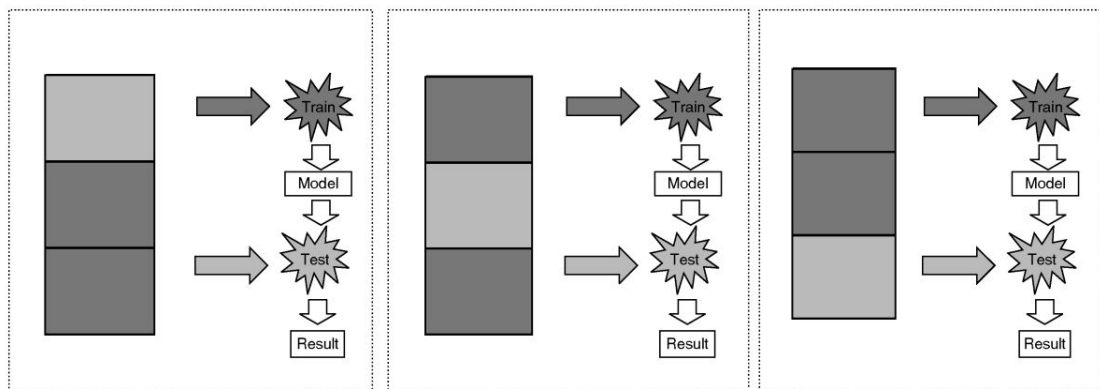 Train
Model
Test
Result
Train
Model
Test
Result
Train
Model
Test
Result